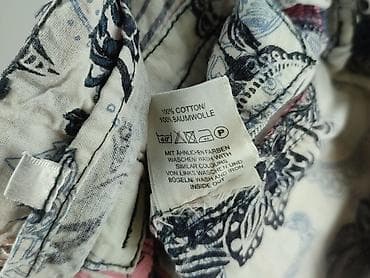 100% COTTON/
100% BAUMWOLLE
P
MIT ÄHNLICHEN FARBEN
WASCHEN/ WASH WITH
SIMILAR COLOURS
VON LINKS WASCHEN UND
BÜGELN/ WASH AND IRON
INSIDE OUT